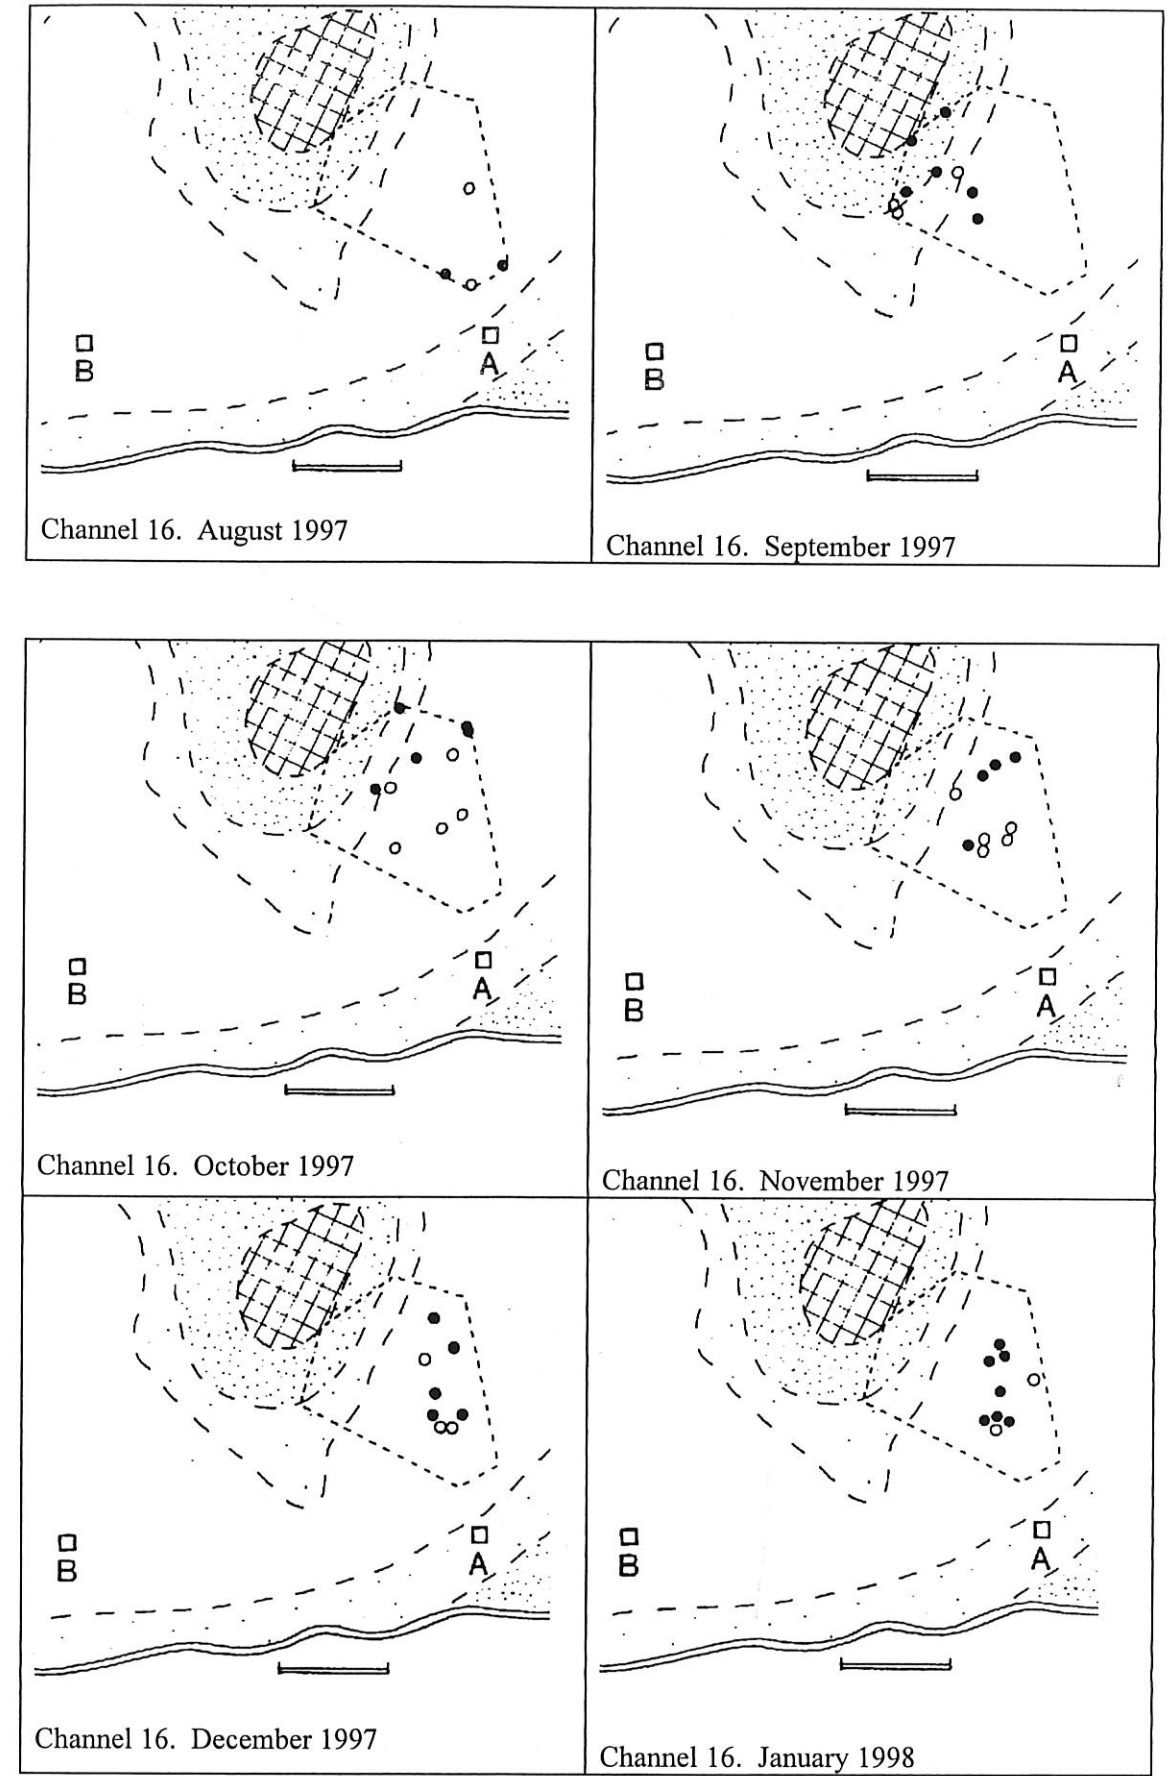 B
A
Channel 16. August 1997
B
A
Channel 16. September 1997
B
A
Channel 16. October 1997
B
A
Channel 16. November 1997
B
A
Channel 16. December 1997
B
A
Channel 16. January 1998